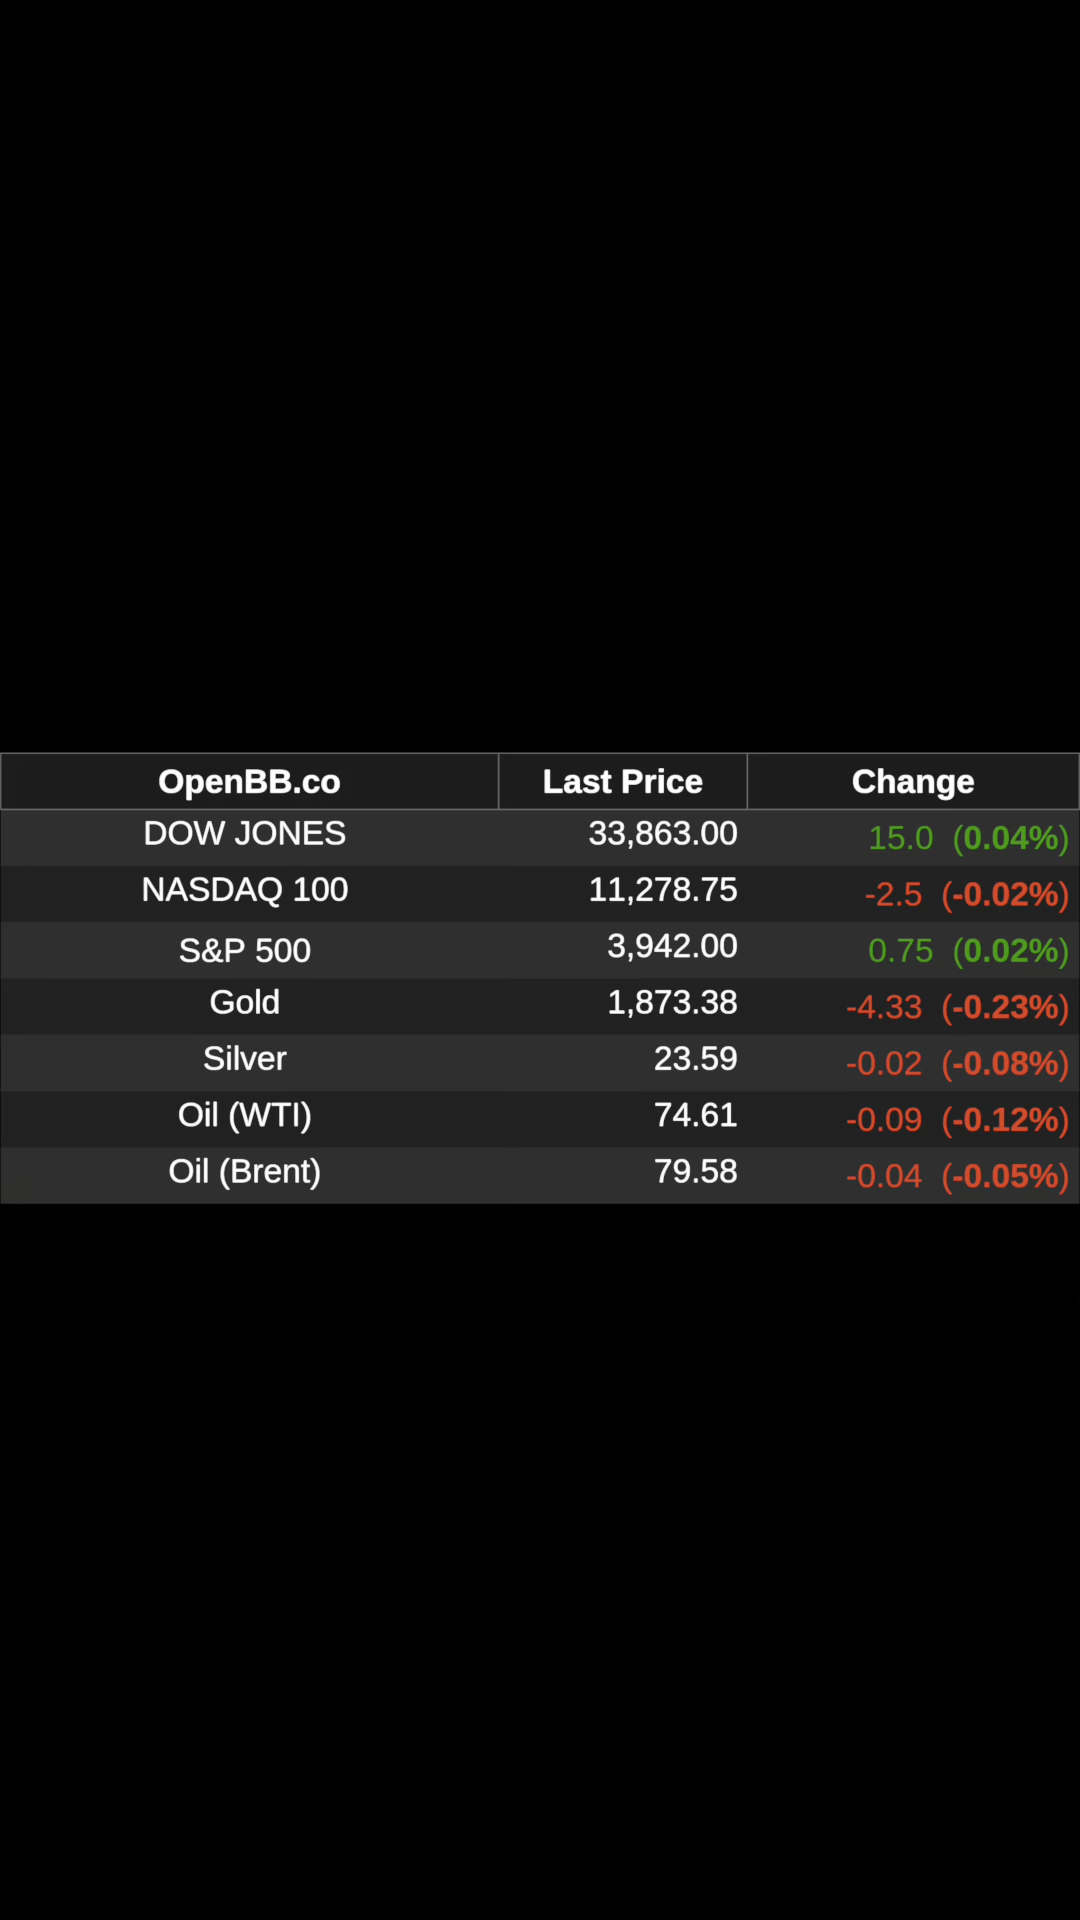 OpenBB.co Last Price Change
DOW JONES 33,863.00 15.0 (0.04%)
NASDAQ 100 11,278.75 -2.5 (-0.02%)
S&P 500 3,942.00 0.75 (0.02%)
Gold 1,873.38 -4.33 (-0.23%)
Silver 23.59 -0.02 (-0.08%)
Oil (WTI) 74.61 -0.09 (-0.12%)
Oil (Brent) 79.58 -0.04 (-0.05%)